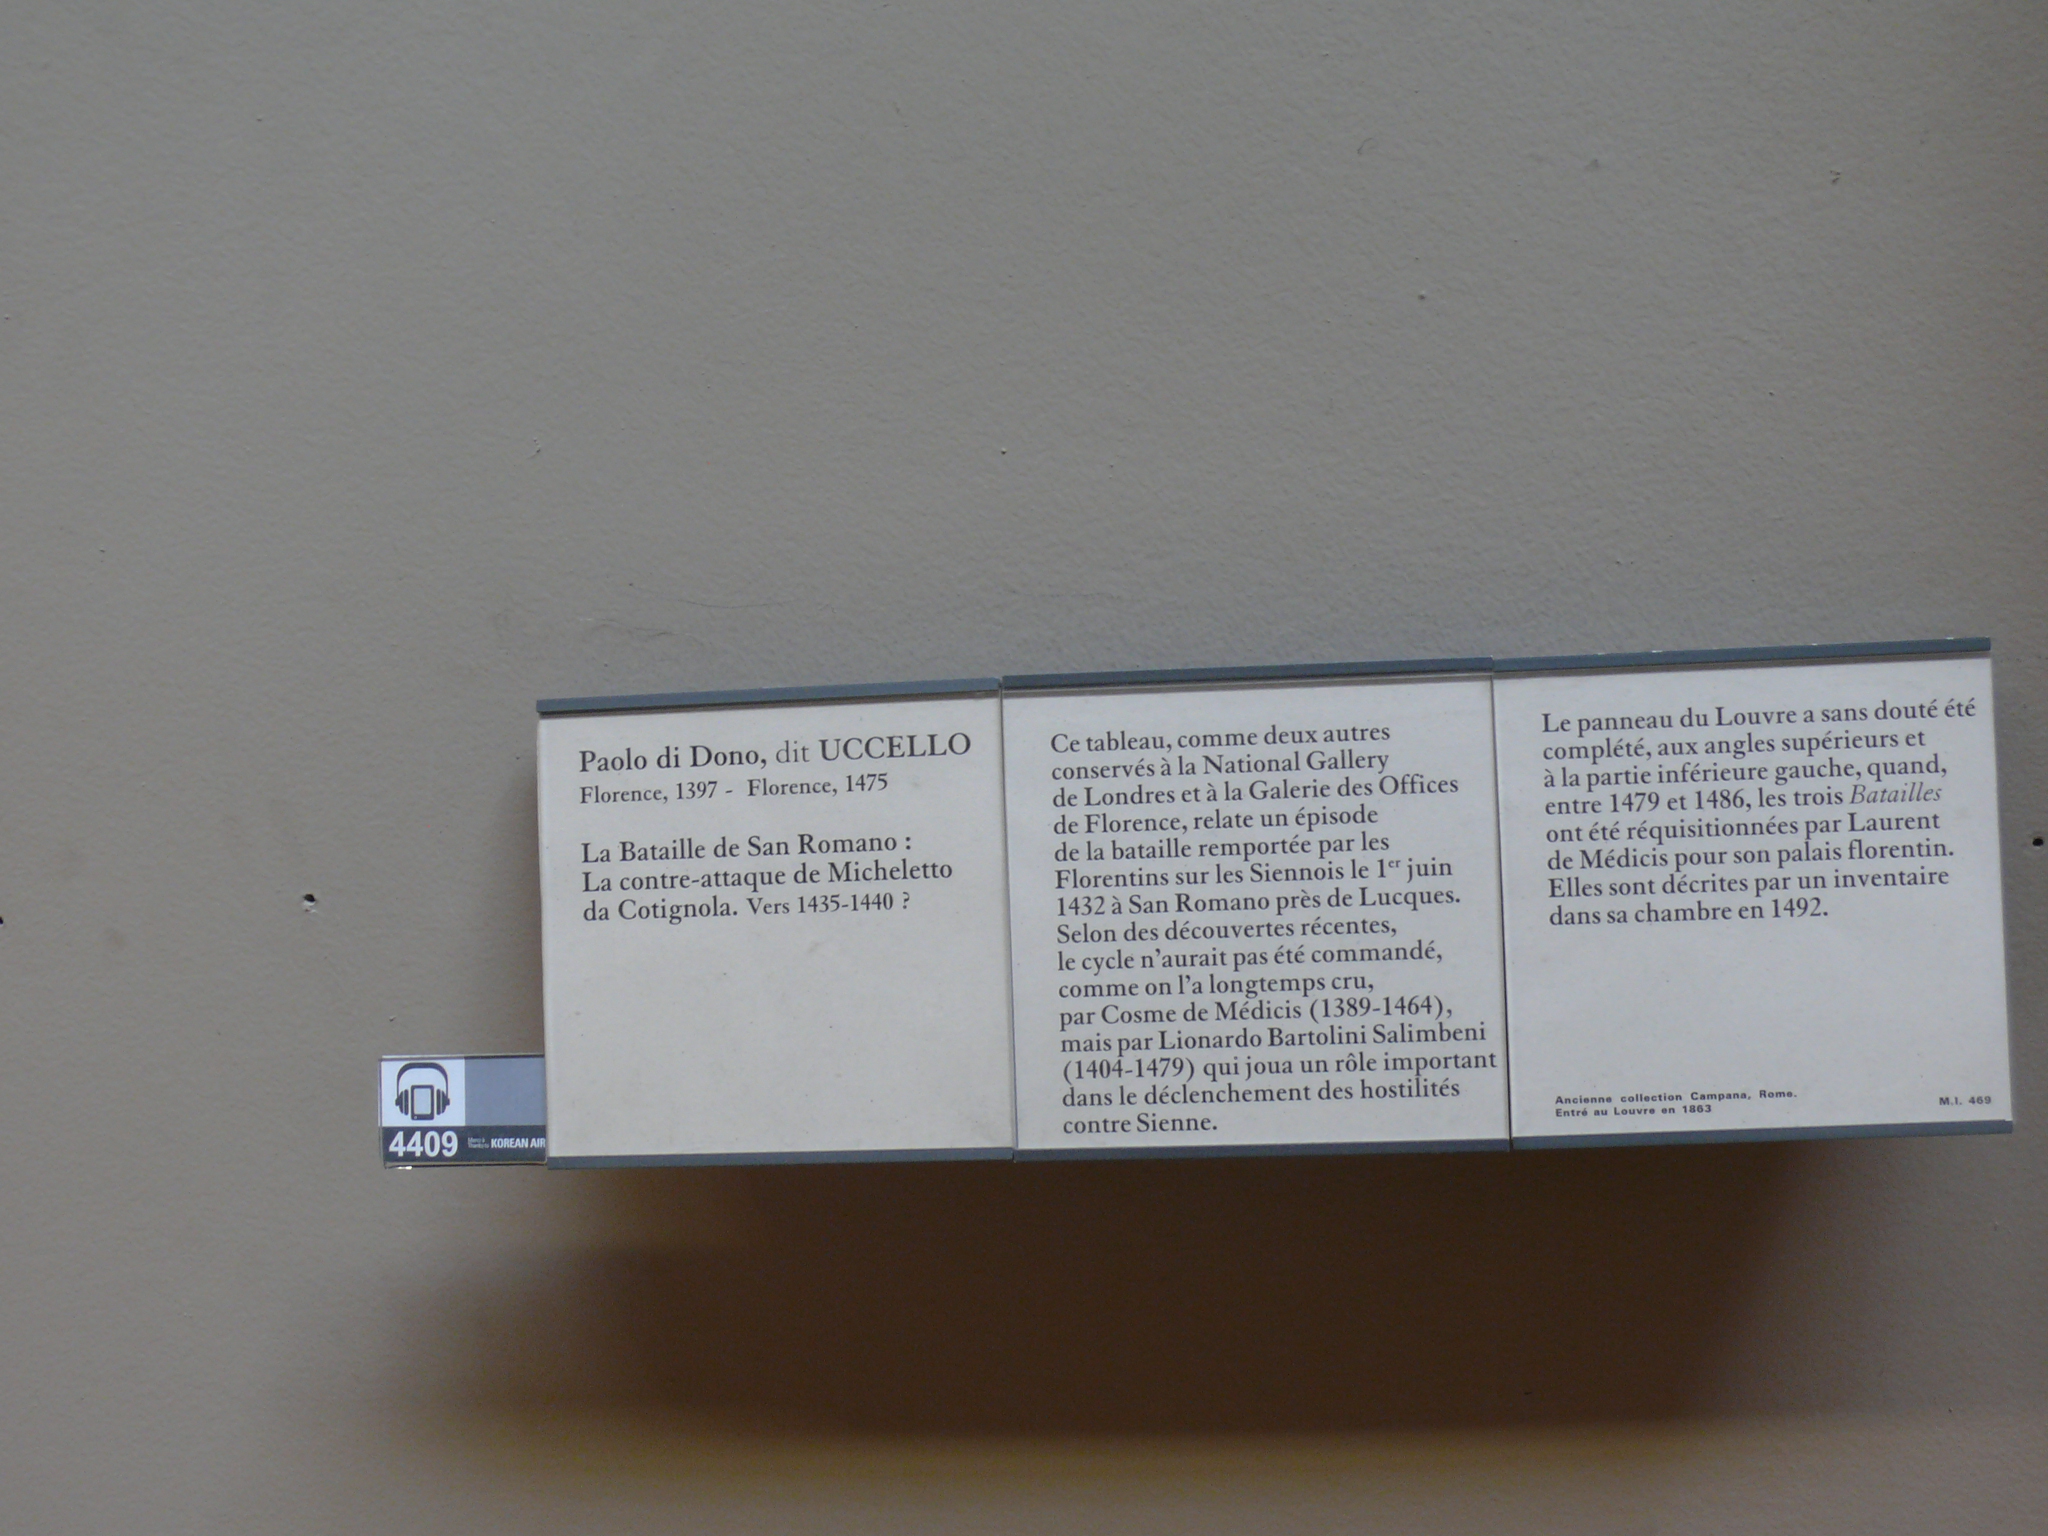 Paolo di Dono, dit UCCELLO
Florence, 1397 - Florence, 1475
La Bataille de San Romano :
La contre-attaque de Micheletto
da Cotignola. Vers 1435-1440 ?
Ce tableau, comme deux autres
conservés à la National Gallery
de Londres et à la Galerie des Offices
de Florence, relate un épisode
de la bataille remportée par les
Florentins sur les Siennois le 1er juin
1432 à San Romano près de Lucques.
Selon des découvertes récentes,
le cycle n'aurait pas été commandé,
comme on l'a longtemps cru,
par Cosme de Médicis (1389-1464),
mais par Lionardo Bartolini Salimbeni
(1404-1479) qui joua un rôle important
dans le déclenchement des hostilités
contre Sienne.
Le panneau du Louvre a sans douté été
complété, aux angles supérieurs et
à la partie inférieure gauche, quand,
entre 1479 et 1486, les trois Batailles
ont été réquisitionnées par Laurent
de Médicis pour son palais florentin.
Elles sont décrites par un inventaire
dans sa chambre en 1492.
Ancienne collection Campana, Rome.
Entré au Louvre en 1863
M.I. 469
4409 KOREAN AIR